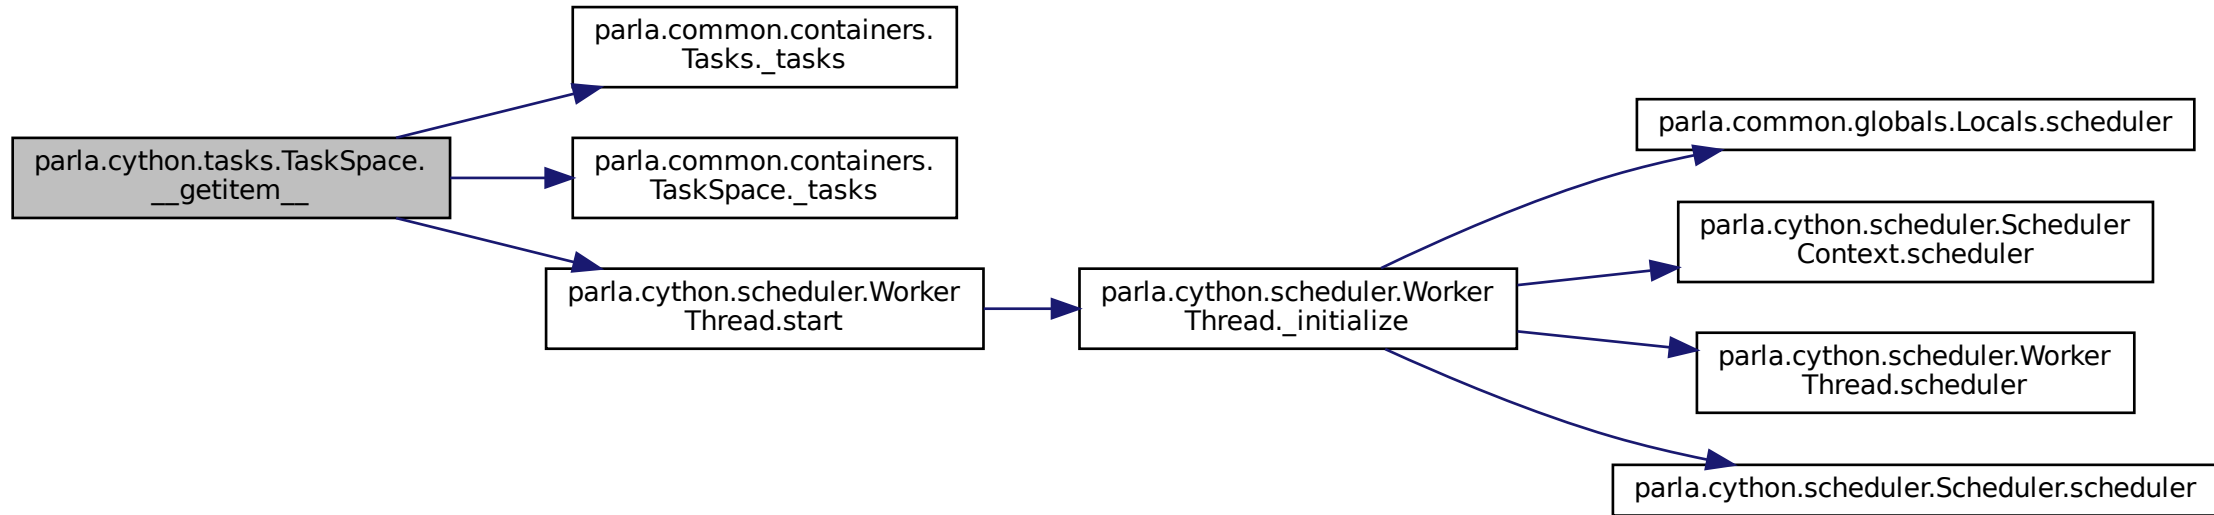 parla.cython.tasks.TaskSpace.
__getitem__
parla.common.containers.
Tasks._tasks
parla.common.containers.
TaskSpace._tasks
parla.cython.scheduler.Worker
Thread.start
parla.cython.scheduler.Worker
Thread._initialize
parla.common.globals.Locals.scheduler
parla.cython.scheduler.Scheduler
Context.scheduler
parla.cython.scheduler.Worker
Thread.scheduler
parla.cython.scheduler.Scheduler.scheduler